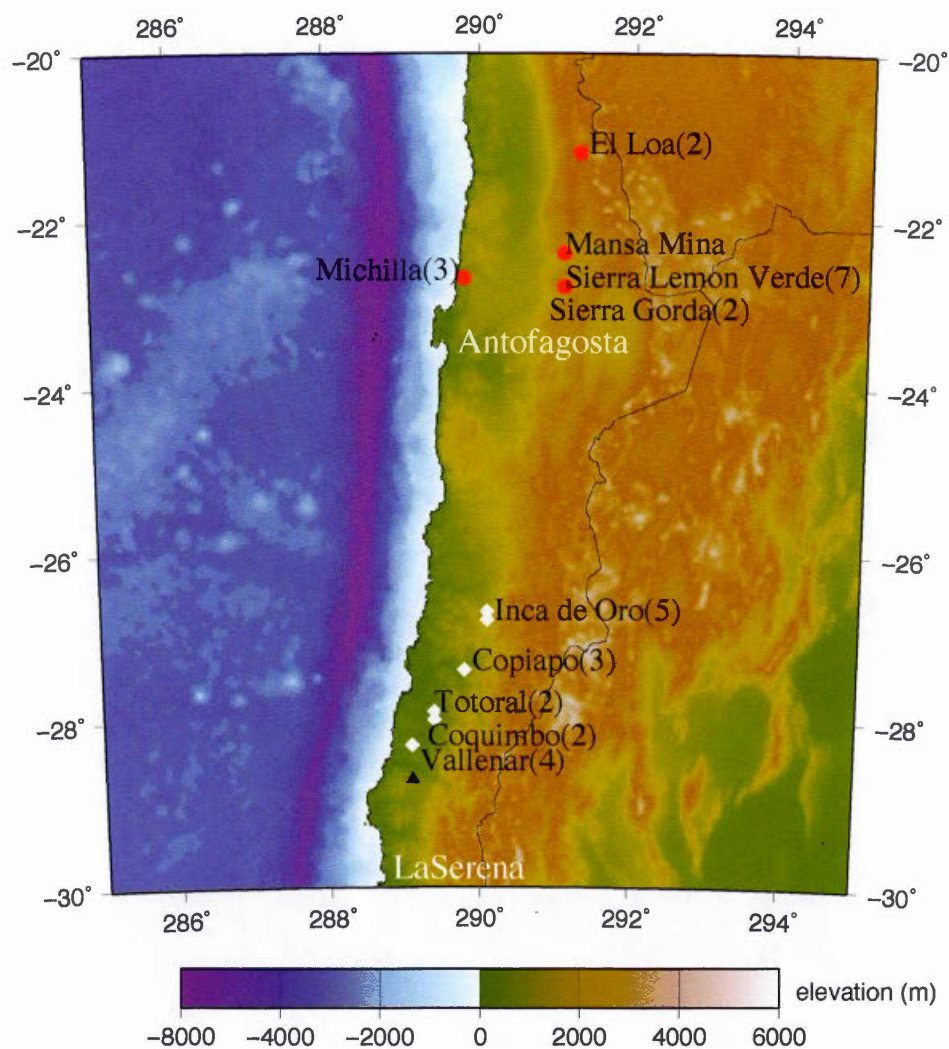 286° 288° 290° 292° 294°
−20° −20°
El Loa(2)
−22° −22°
Mansa Mina
Michilla(3) Sierra Lemon Verde(7)
Sierra Gorda(2)
Antofagosta
−24° −24°
−26° −26°
Inca de Oro(5)
Copiapo(3)
Totoral(2)
−28° −28°
Coquimbo(2)
Vallenar(4)
LaSerena
−30° −30°
286° 288° 290° 292° 294°
elevation (m)
−8000 −6000 −4000 −2000 0 2000 4000 6000